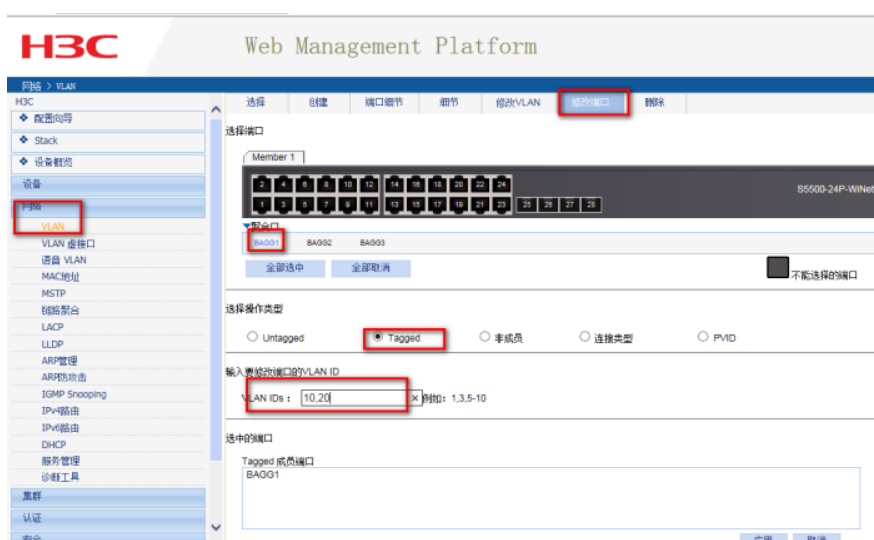 H3C
Web Management Platform
网络 > VLAN
H3C
配置向导
Stack
设备概览
设备
网络
VLAN
VLAN 虚接口
语音 VLAN
MAC地址
MSTP
链路聚合
LACP
LLDP
ARP管理
ARP防攻击
IGMP Snooping
IPv4路由
IPv6路由
DHCP
服务管理
诊断工具
集群
认证
安全
选择 创建 端口细节 细节 修改VLAN 修改端口 删除
选择端口
Member 1
2 4 6 8 10 12 14 16 18 20 22 24
1 3 5 7 9 11 13 15 17 19 21 23 25 26 27 28
S5500-24P-WiNet
聚合口
BAGG1 BAGG2 BAGG3
全部选中 全部取消
不能选择的端口
选择操作类型
Untagged Tagged 非成员 连接类型 PVID
输入要修改端口的VLAN ID
VLAN IDs : 10,20 × 例如: 1,3,5-10
选中的端口
Tagged 成员端口
BAGG1
应用 取消